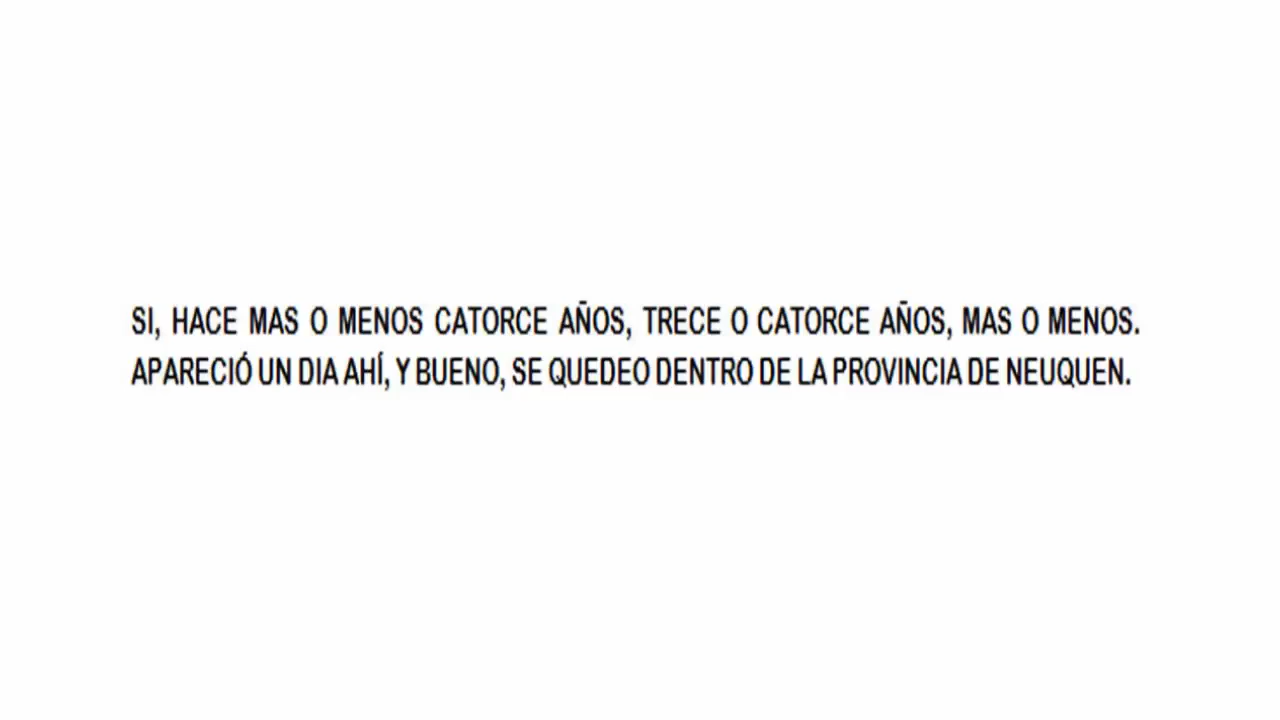 SI, HACE MAS O MENOS CATORCE AÑOS, TRECE O CATORCE AÑOS, MAS O MENOS.
APARECIÓ UN DIA AHÍ, Y BUENO, SE QUEDEO DENTRO DE LA PROVINCIA DE NEUQUEN.